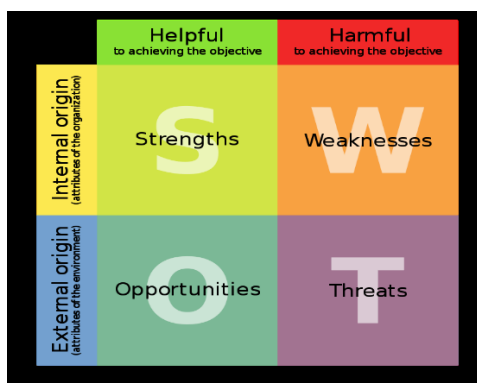 Helpful
to achieving the objective
Harmful
to achieving the objective
Internal origin
(attributes of the organization)
S
Strengths
W
Weaknesses
External origin
(attributes of the environment)
O
Opportunities
T
Threats